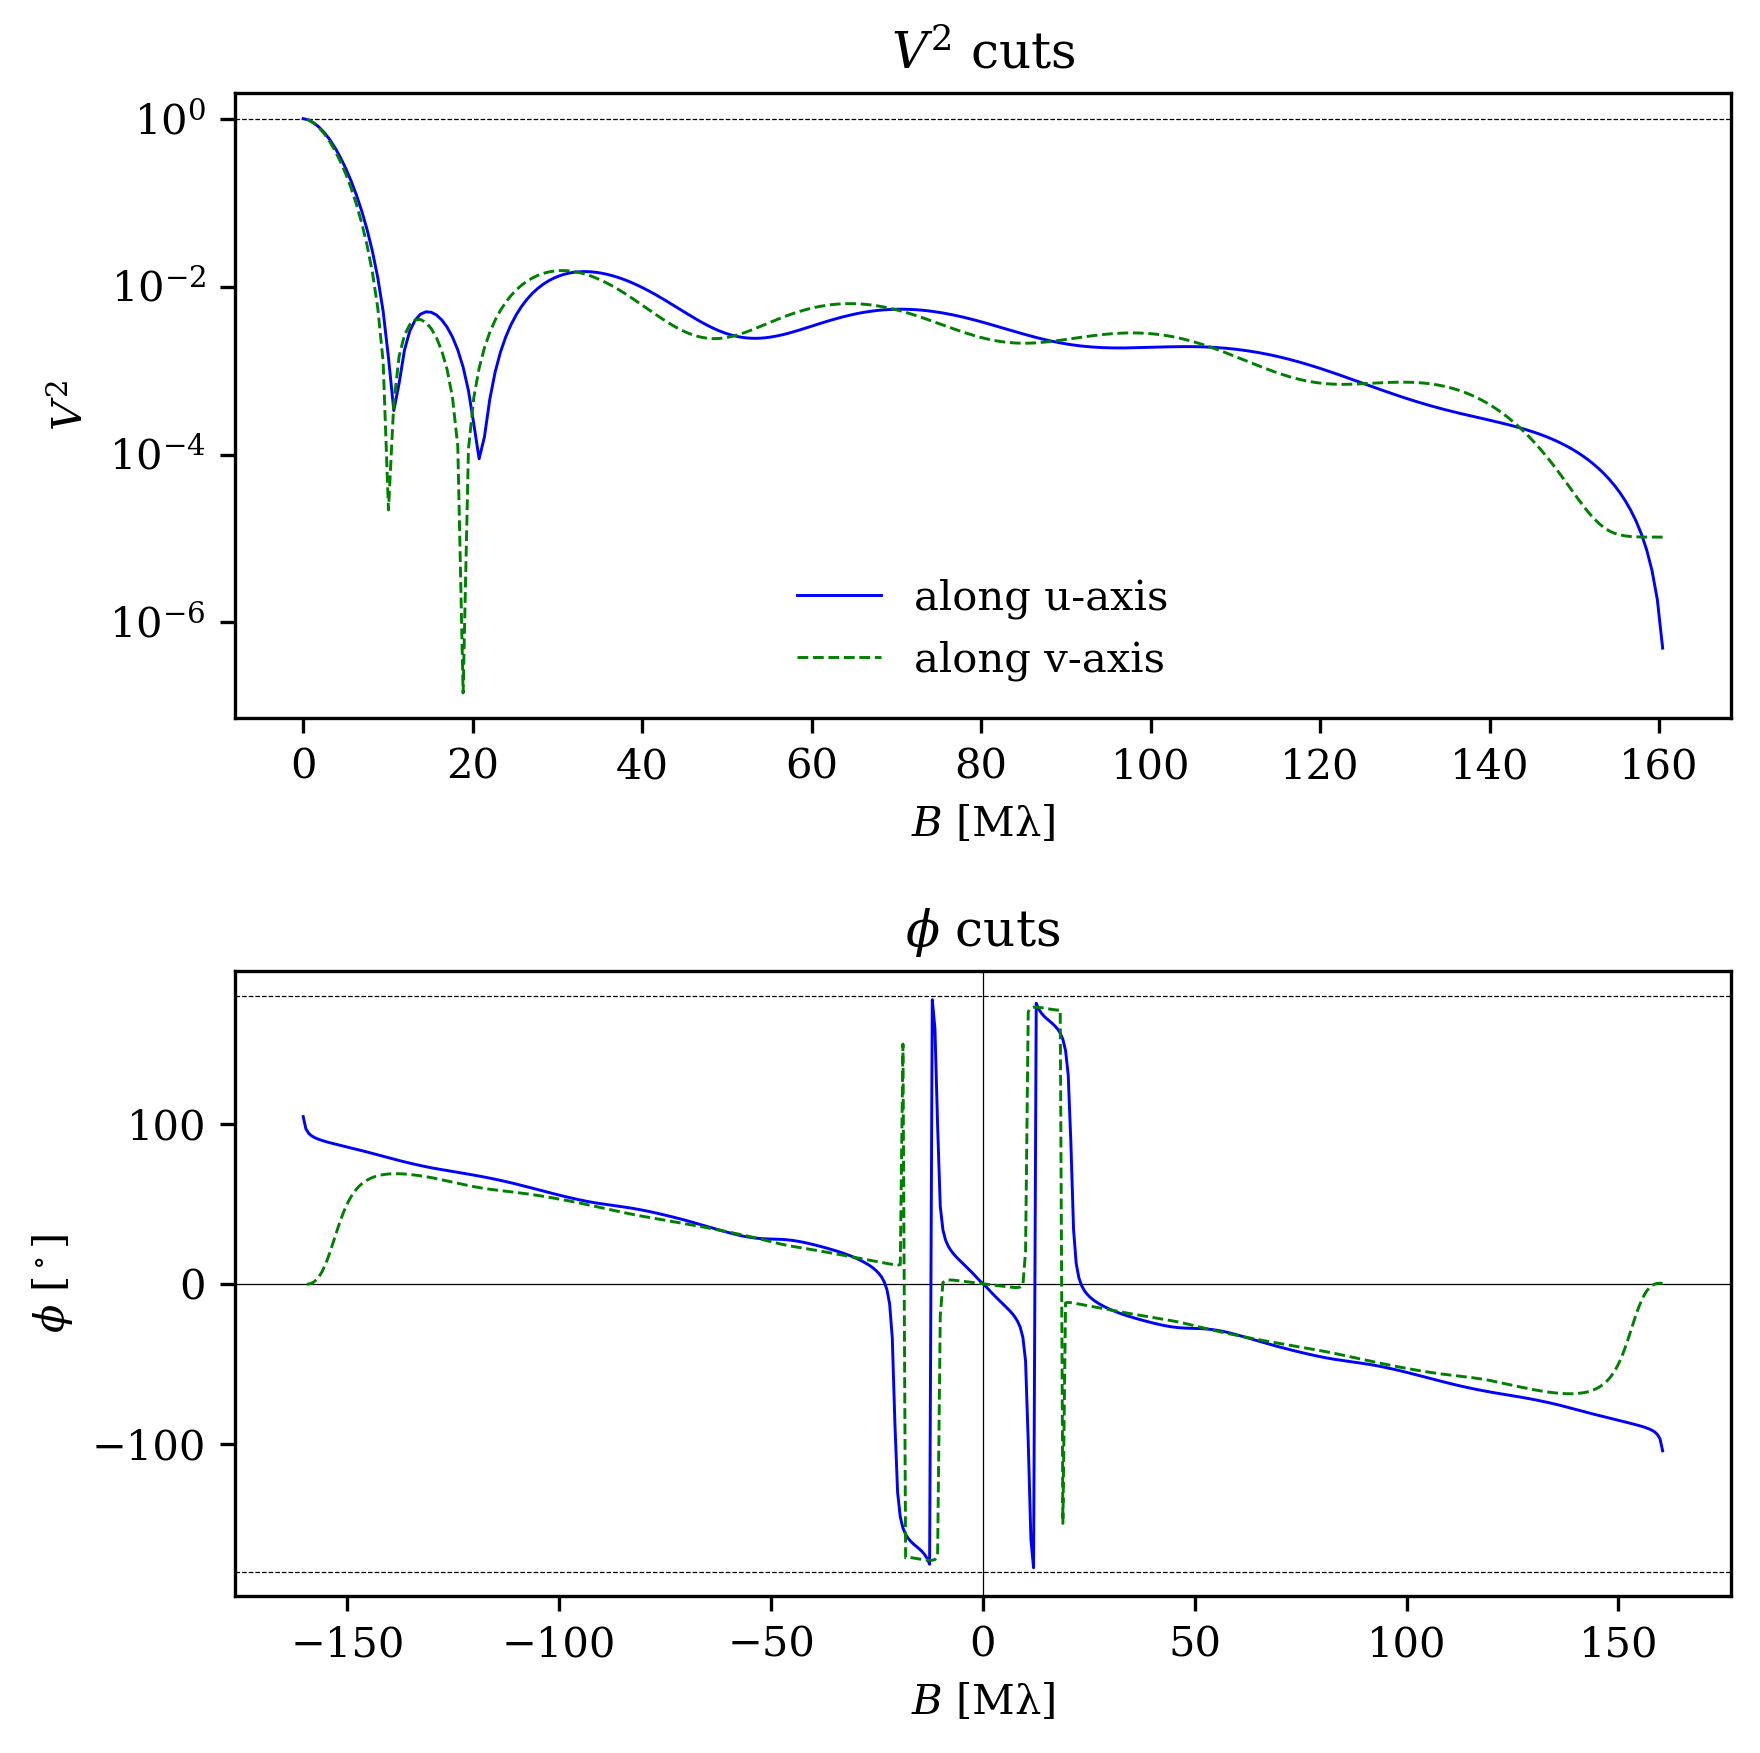 V² cuts
V²
10⁰
10⁻²
10⁻⁴
10⁻⁶
along u-axis
along v-axis
0 20 40 60 80 100 120 140 160
B [Mλ]
ϕ cuts
ϕ [°]
100
0
−100
−150 −100 −50 0 50 100 150
B [Mλ]